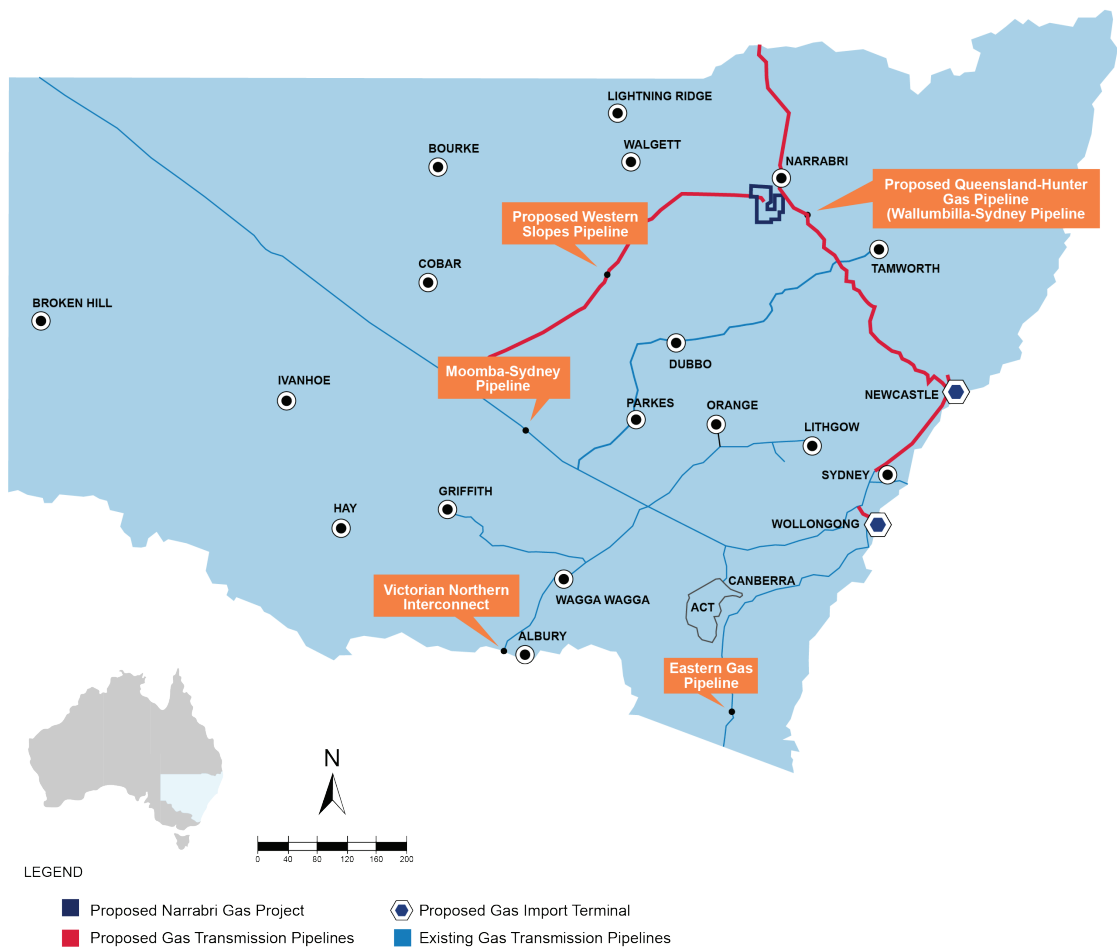 LIGHTNING RIDGE
BOURKE
WALGETT
NARRABRI
Proposed Queensland-Hunter
Gas Pipeline
(Wallumbilla-Sydney Pipeline
Proposed Western
Slopes Pipeline
COBAR
TAMWORTH
BROKEN HILL
DUBBO
Moomba-Sydney
Pipeline
IVANHOE
NEWCASTLE
PARKES
ORANGE
LITHGOW
SYDNEY
GRIFFITH
HAY
WOLLONGONG
Victorian Northern
Interconnect
CANBERRA
WAGGA WAGGA
ACT
ALBURY
Eastern Gas
Pipeline
N
0 40 80 120 160 200
LEGEND
Proposed Narrabri Gas Project
Proposed Gas Import Terminal
Proposed Gas Transmission Pipelines
Existing Gas Transmission Pipelines